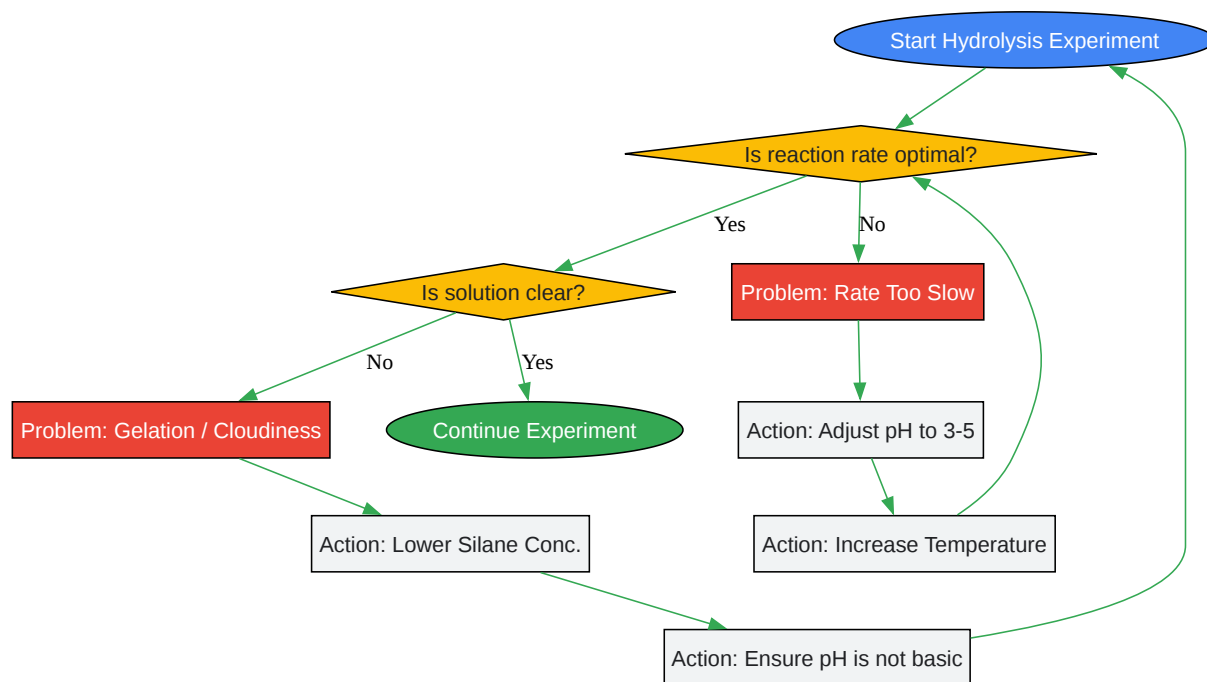 Start Hydrolysis Experiment
Is reaction rate optimal?
Yes
No
Is solution clear?
Problem: Rate Too Slow
No
Yes
Problem: Gelation / Cloudiness
Continue Experiment
Action: Adjust pH to 3-5
Action: Lower Silane Conc.
Action: Increase Temperature
Action: Ensure pH is not basic